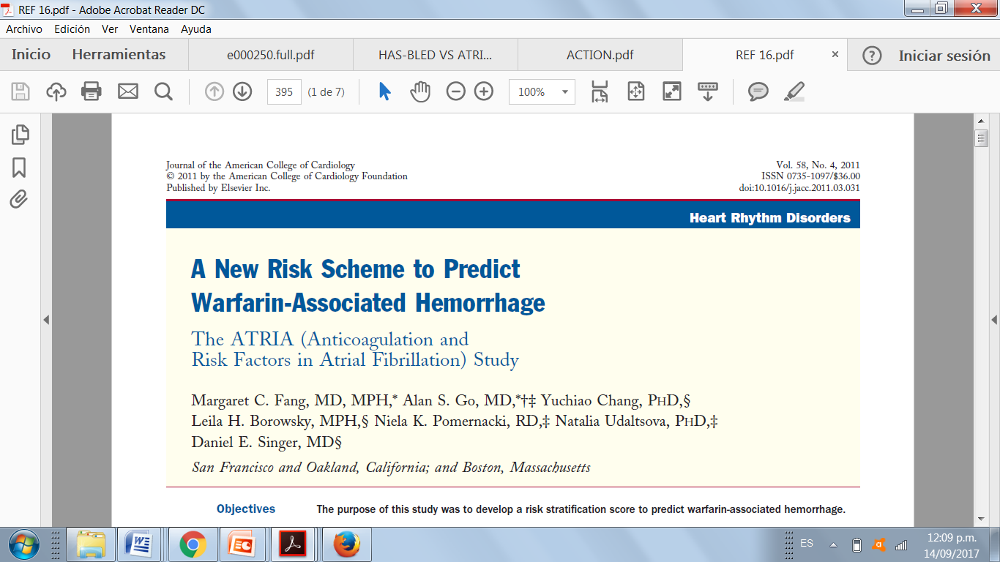 REF 16.pdf - Adobe Acrobat Reader DC
Archivo Edición Ver Ventana Ayuda
Inicio Herramientas e000250.full.pdf HAS-BLED VS ATRI... ACTION.pdf REF 16.pdf × ? Iniciar sesión
395 (1 de 7) 100%
Journal of the American College of Cardiology Vol. 58, No. 4, 2011
© 2011 by the American College of Cardiology Foundation ISSN 0735-1097/$36.00
Published by Elsevier Inc. doi:10.1016/j.jacc.2011.03.031
Heart Rhythm Disorders
A New Risk Scheme to Predict
Warfarin-Associated Hemorrhage
The ATRIA (Anticoagulation and
Risk Factors in Atrial Fibrillation) Study
Margaret C. Fang, MD, MPH,* Alan S. Go, MD,*†‡ Yuchiao Chang, PHD,§
Leila H. Borowsky, MPH,§ Niela K. Pomernacki, RD,‡ Natalia Udaltsova, PHD,‡
Daniel E. Singer, MD§
San Francisco and Oakland, California; and Boston, Massachusetts
Objectives The purpose of this study was to develop a risk stratification score to predict warfarin-associated hemorrhage.
ES 12:09 p.m.
14/09/2017